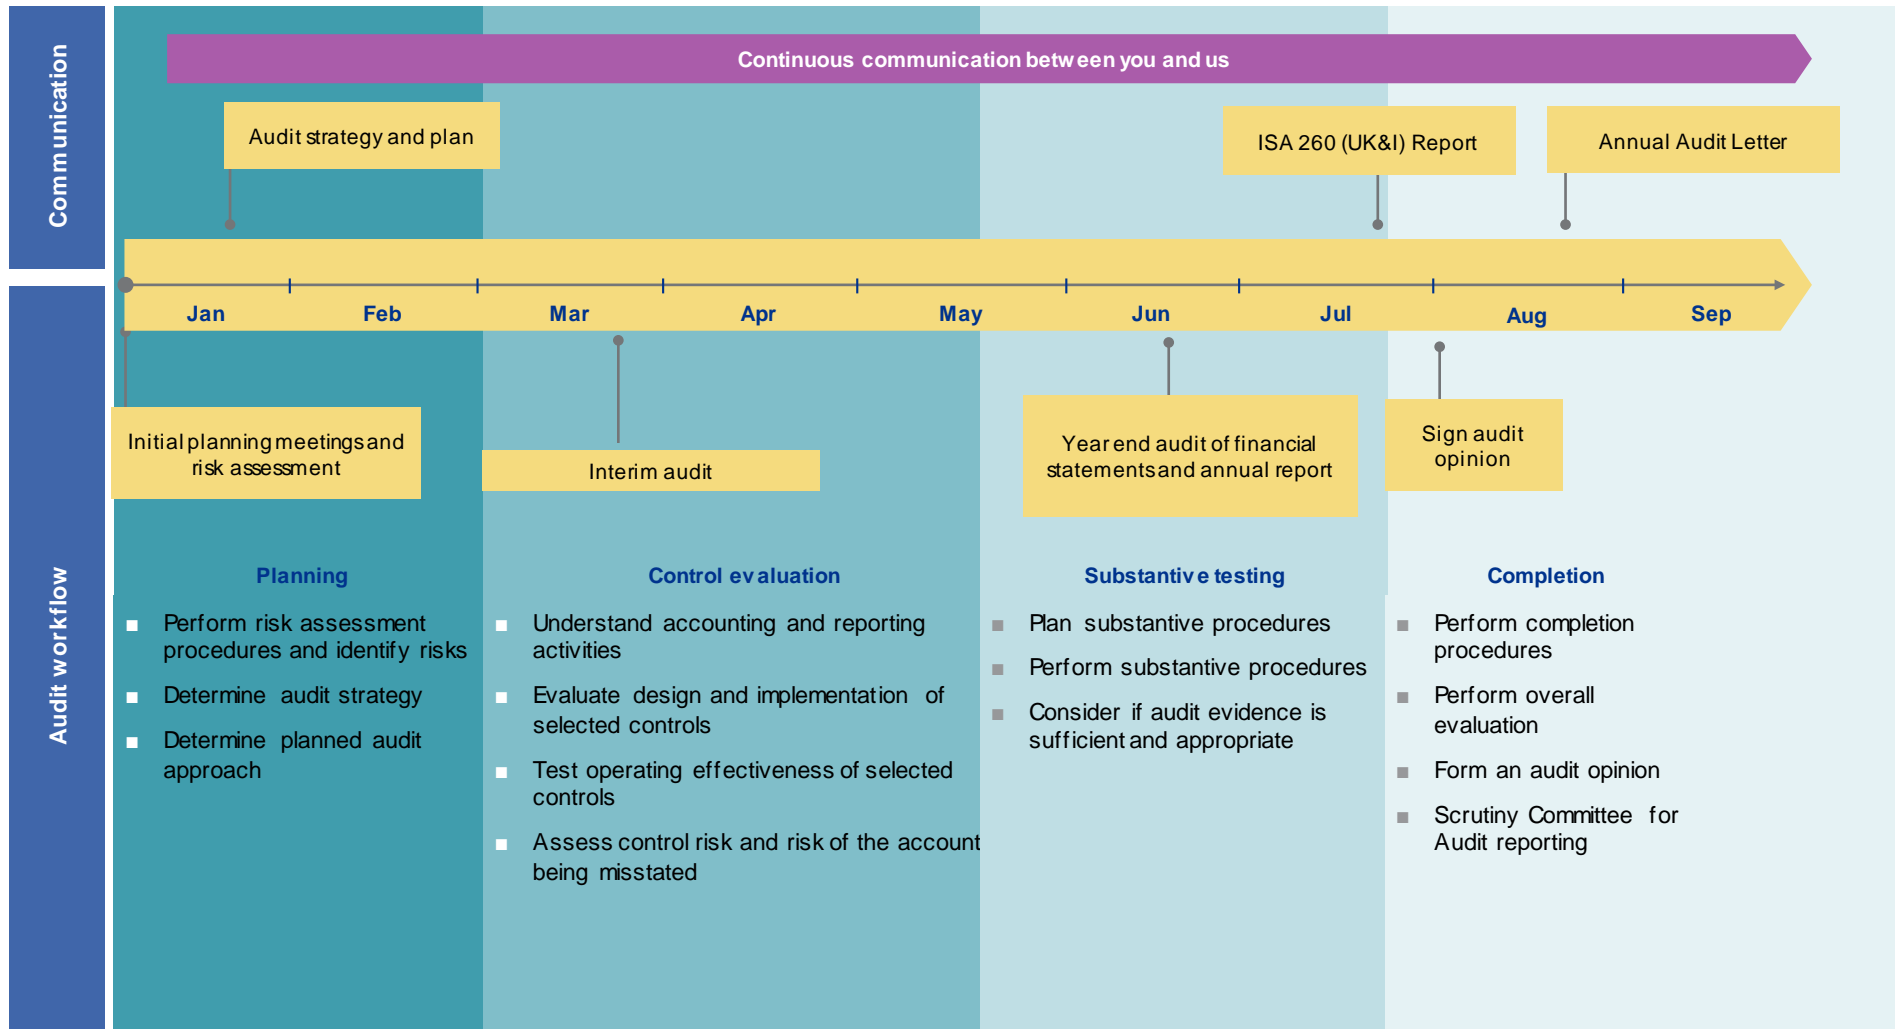 Communication
Continuous communication between you and us
Audit strategy and plan
ISA 260 (UK&I) Report
Annual Audit Letter
Jan
Feb
Mar
Apr
May
Jun
Jul
Aug
Sep
Audit workflow
Initial planning meetings and
risk assessment
Interim audit
Year end audit of financial
statements and annual report
Sign audit
opinion
Planning
■ Perform risk assessment
procedures and identify risks
■ Determine audit strategy
■ Determine planned audit
approach
Control evaluation
■ Understand accounting and reporting
activities
■ Evaluate design and implementation of
selected controls
■ Test operating effectiveness of selected
controls
■ Assess control risk and risk of the account
being misstated
Substantive testing
■ Plan substantive procedures
■ Perform substantive procedures
■ Consider if audit evidence is
sufficient and appropriate
Completion
■ Perform completion
procedures
■ Perform overall
evaluation
■ Form an audit opinion
■ Scrutiny Committee for
Audit reporting